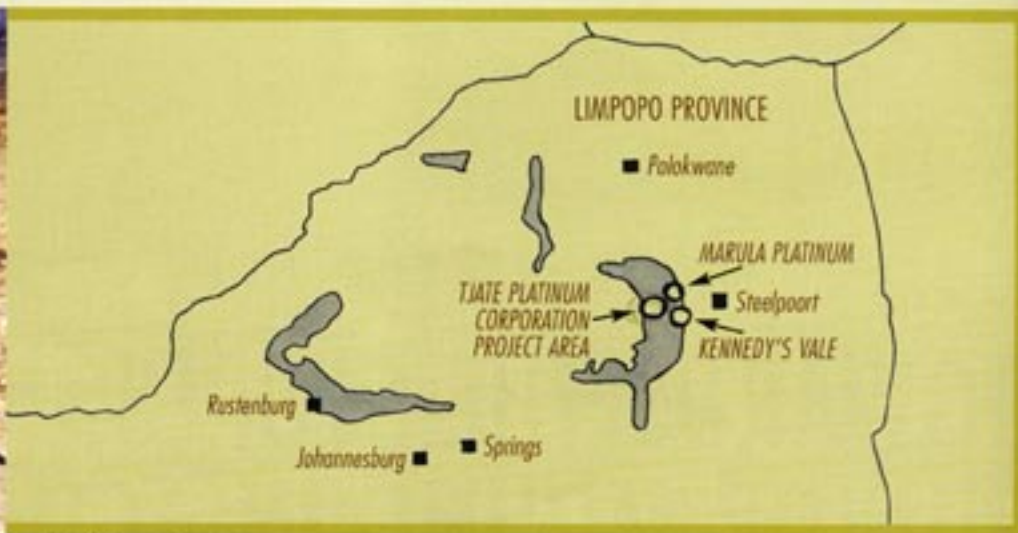 LIMPOPO PROVINCE
Polokwane
MARULA PLATINUM
TJATE PLATINUM
CORPORATION
PROJECT AREA
Steelpoort
KENNEDY'S VALE
Rustenburg
Springs
Johannesburg